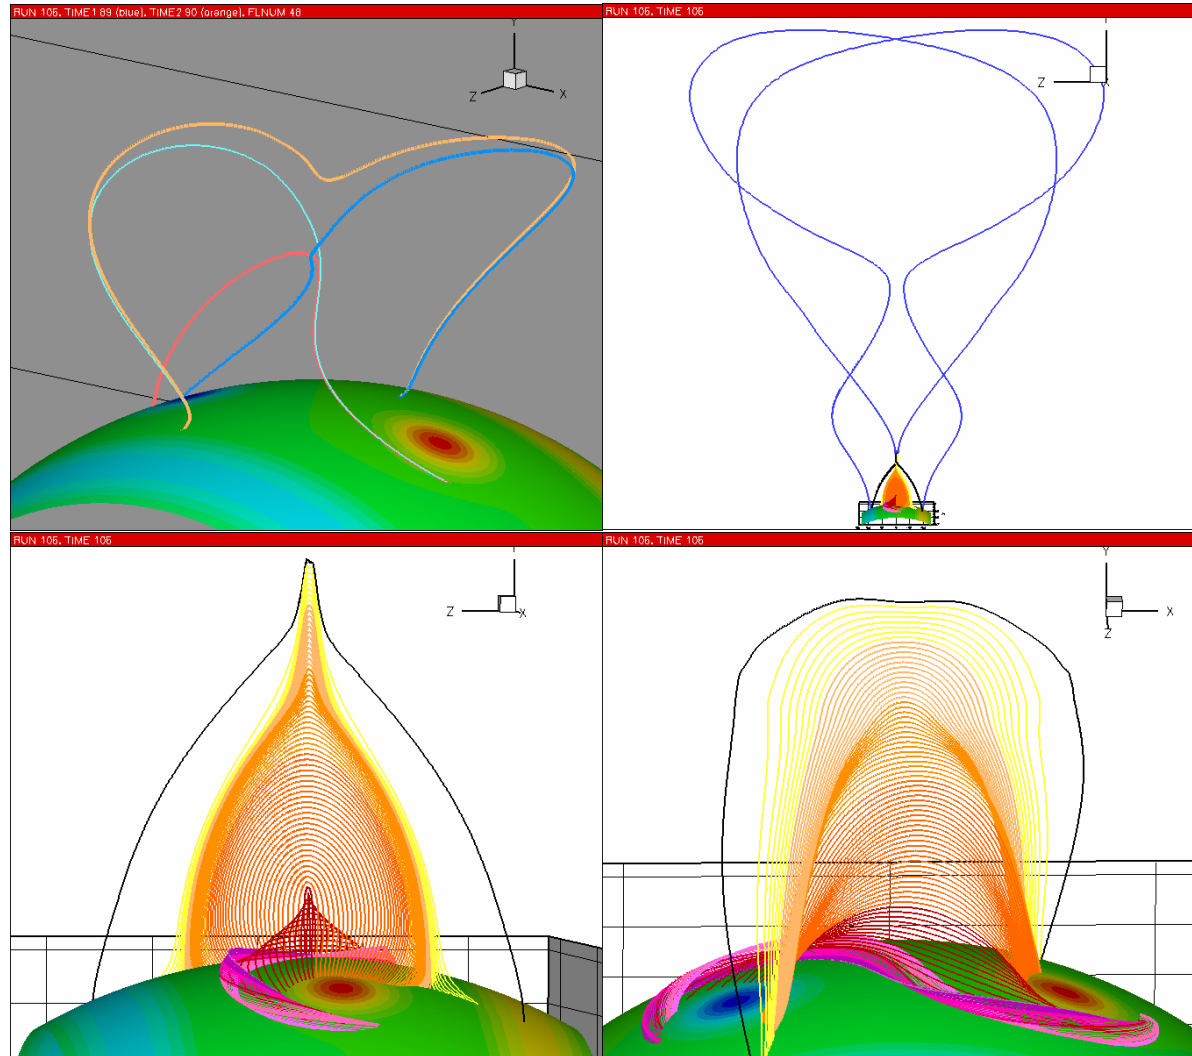 RUN 106, TIME1 89 (blue), TIME2 90 (orange), FLNUM 48
Y
Z
X
RUN 106, TIME 106
Y
Z
X
RUN 106, TIME 106
Z
X
RUN 106, TIME 106
Y
X
Z